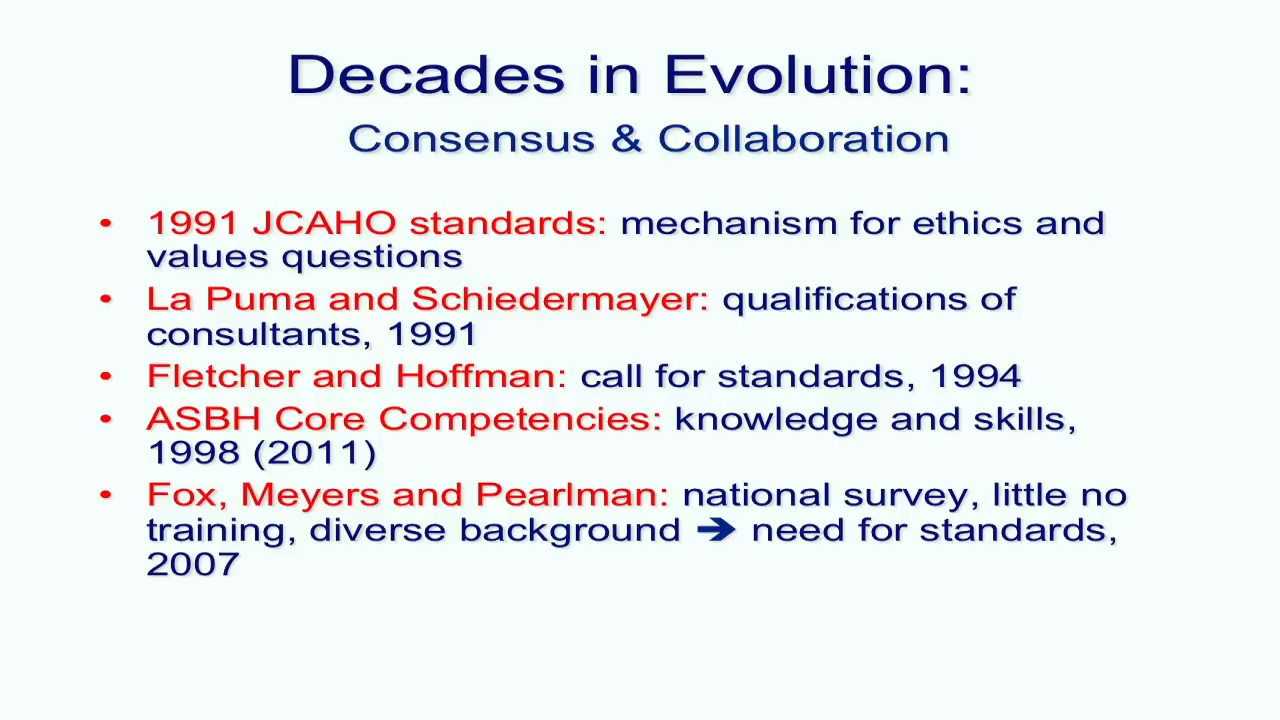 Decades in Evolution:
Consensus & Collaboration
• 1991 JCAHO standards: mechanism for ethics and
values questions
• La Puma and Schiedermayer: qualifications of
consultants, 1991
• Fletcher and Hoffman: call for standards, 1994
• ASBH Core Competencies: knowledge and skills,
1998 (2011)
• Fox, Meyers and Pearlman: national survey, little no
training, diverse background ➔ need for standards,
2007